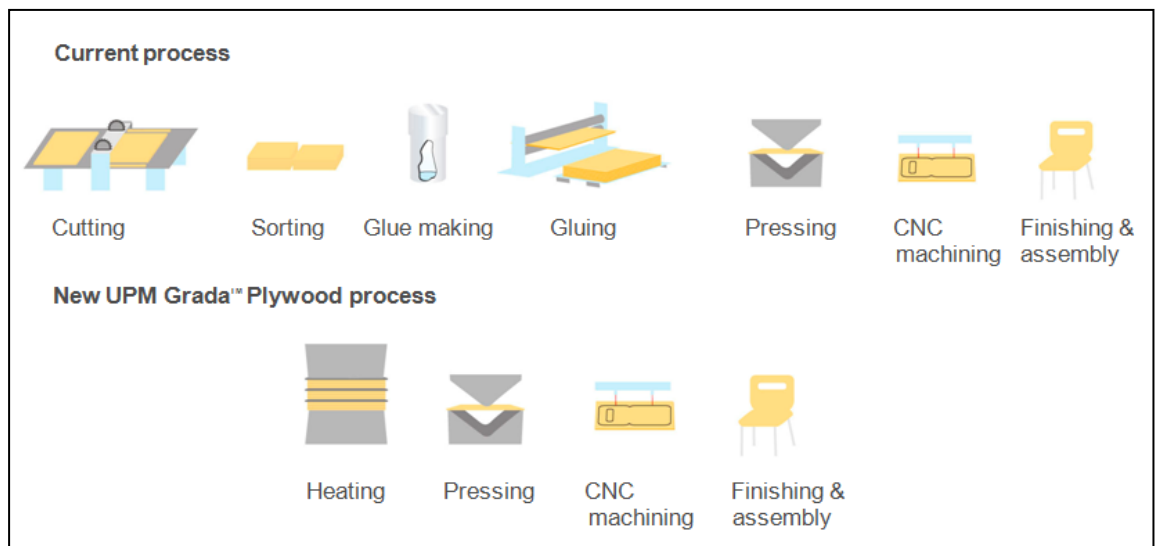 Current process
Cutting Sorting Glue making Gluing Pressing CNC machining Finishing & assembly
New UPM Grada™ Plywood process
Heating Pressing CNC machining Finishing & assembly